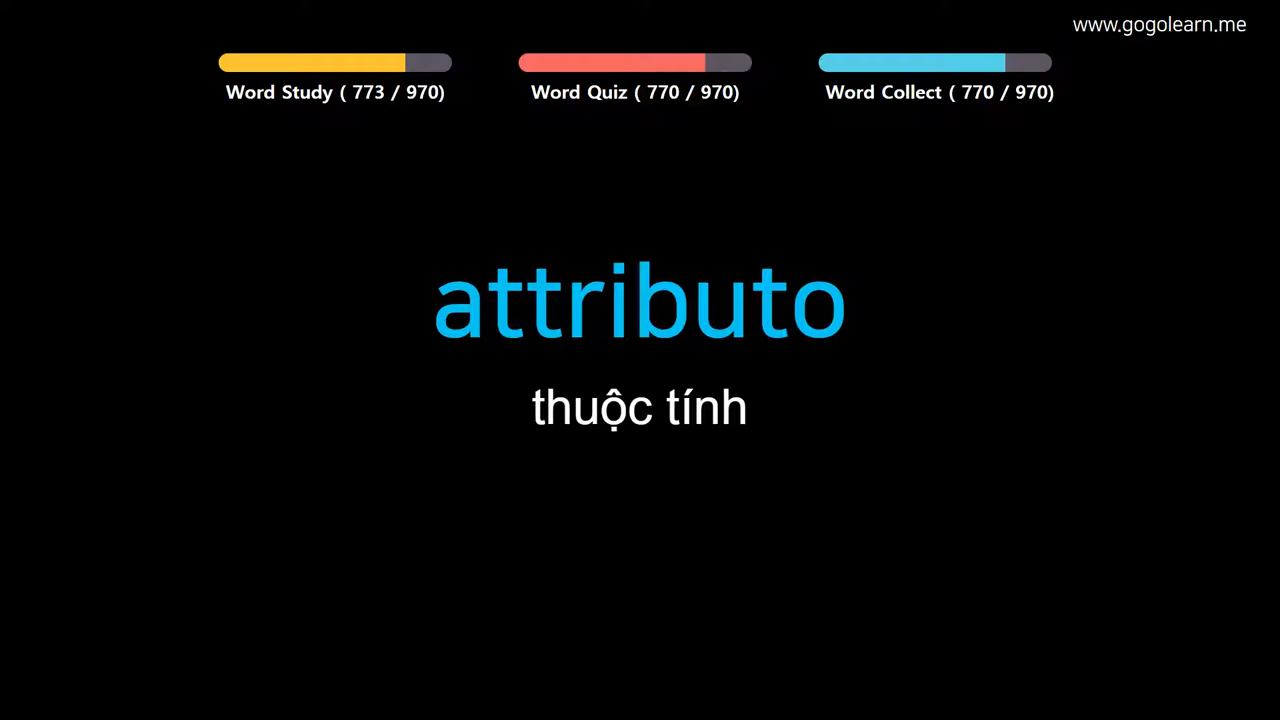 www.gogolearn.me
Word Study ( 773 / 970)
Word Quiz ( 770 / 970)
Word Collect ( 770 / 970)
attributo
thuộc tính